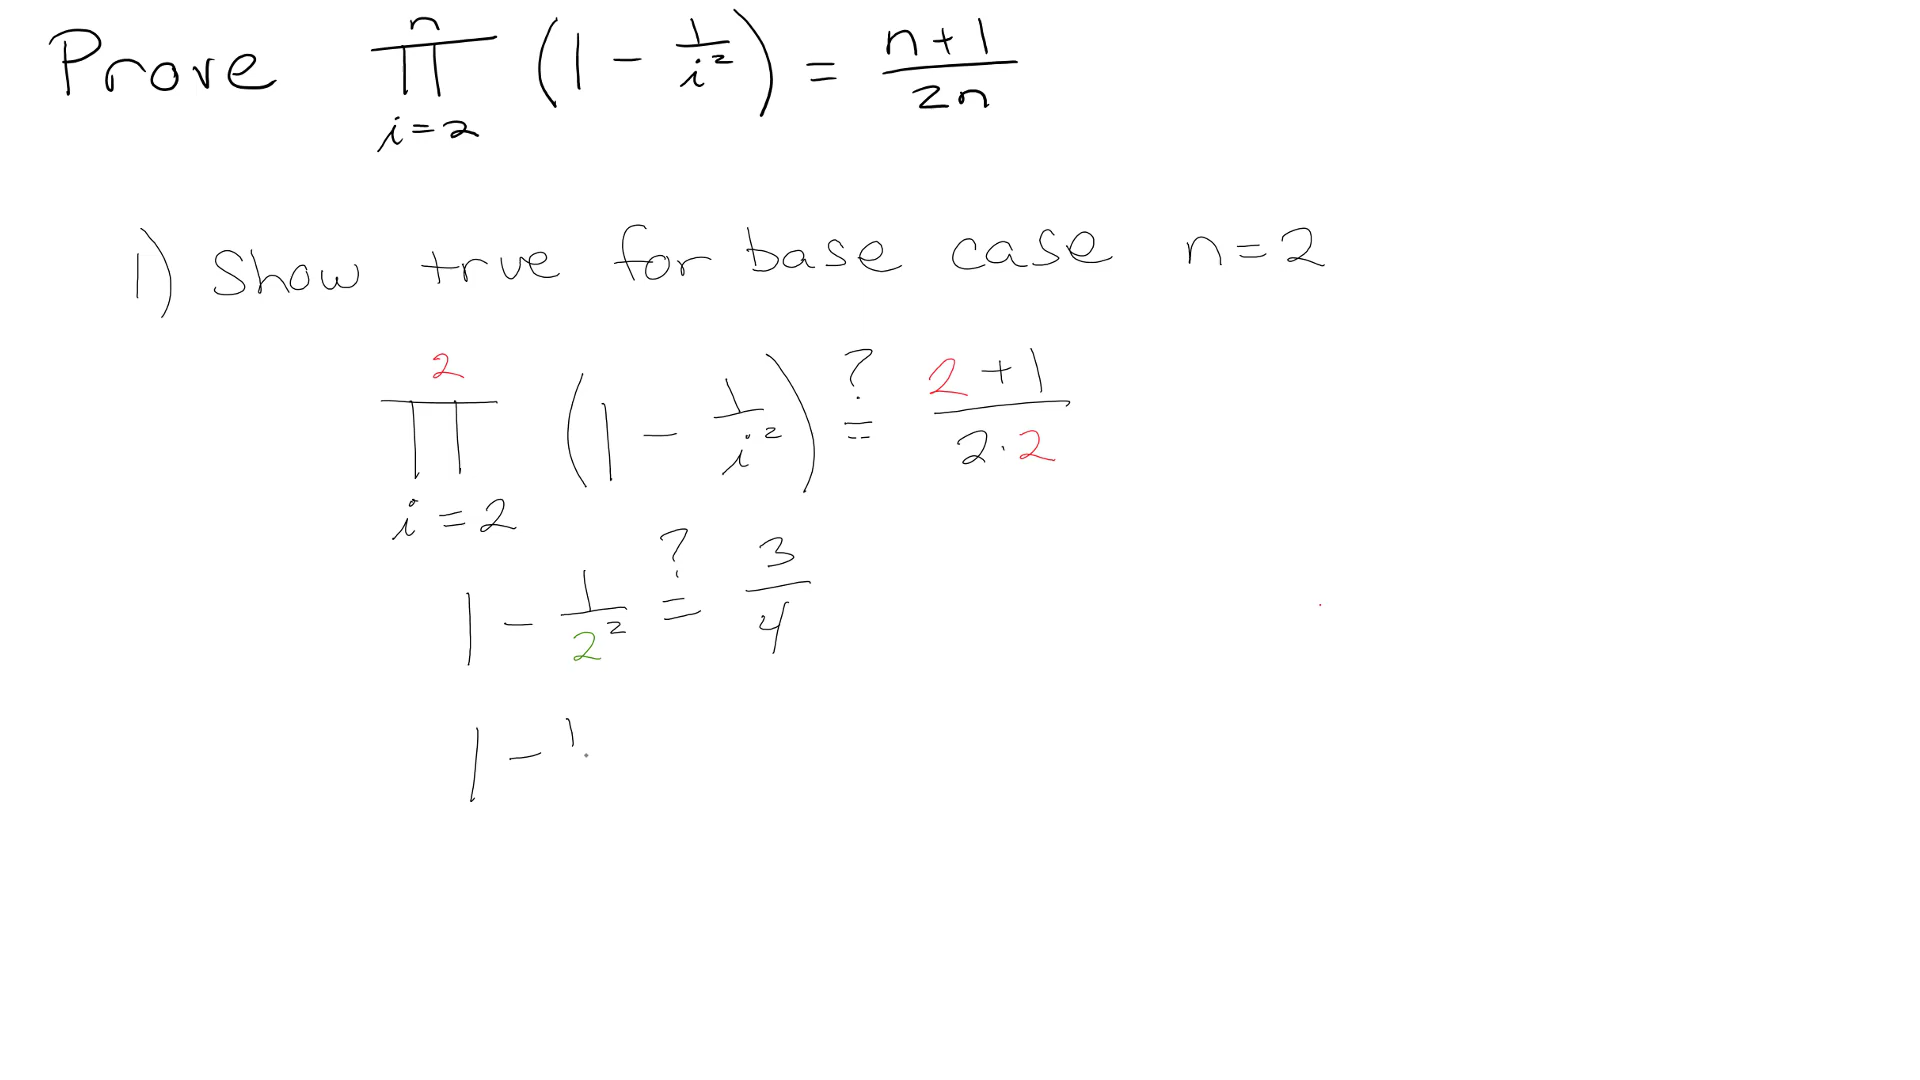 Prove ∏_{i=2}^{n} (1 - 1/i²) = (n+1)/(2n)
1) Show true for base case n=2
∏_{i=2}^{2} (1 - 1/i²) ≟ (2+1)/(2·2)
1 - 1/2² ≟ 3/4
1 - 1